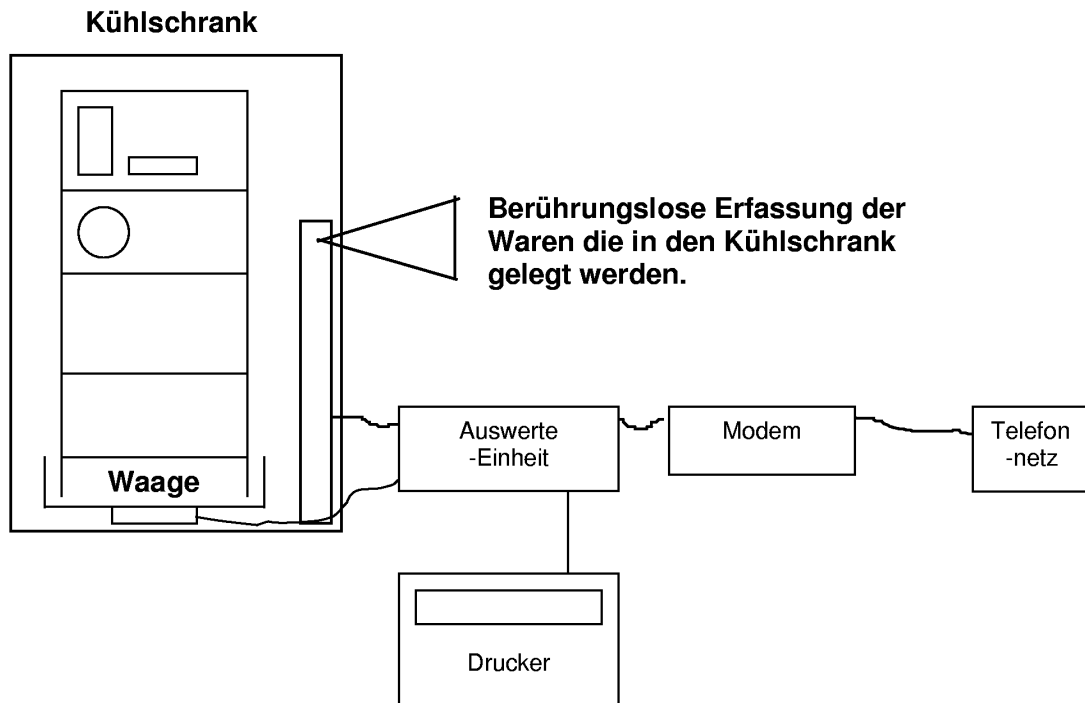 Kühlschrank
Berührungslose Erfassung der
Waren die in den Kühlschrank
gelegt werden.
Auswerte
-Einheit
Modem
Telefon
-netz
Waage
Drucker